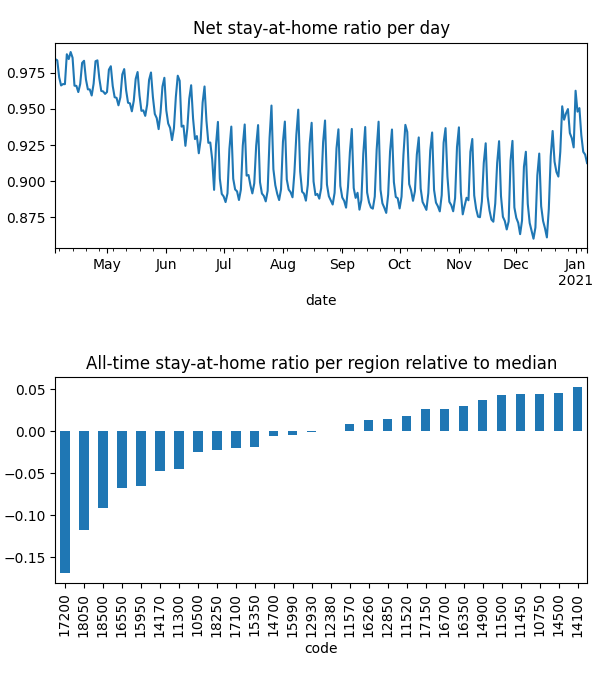 Net stay-at-home ratio per day
0.975
0.950
0.925
0.900
0.875
May Jun Jul Aug Sep Oct Nov Dec Jan
2021
date
All-time stay-at-home ratio per region relative to median
0.05
0.00
−0.05
−0.10
−0.15
17200 18050 18500 16550 15950 14170 11300 10500 18250 17100 15350 14700 15990 12930 12380 11570 16260 12850 11520 17150 16700 16350 14900 11500 11450 10750 14500 14100
code